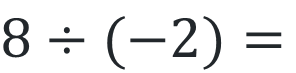 8 ÷ (−2) =